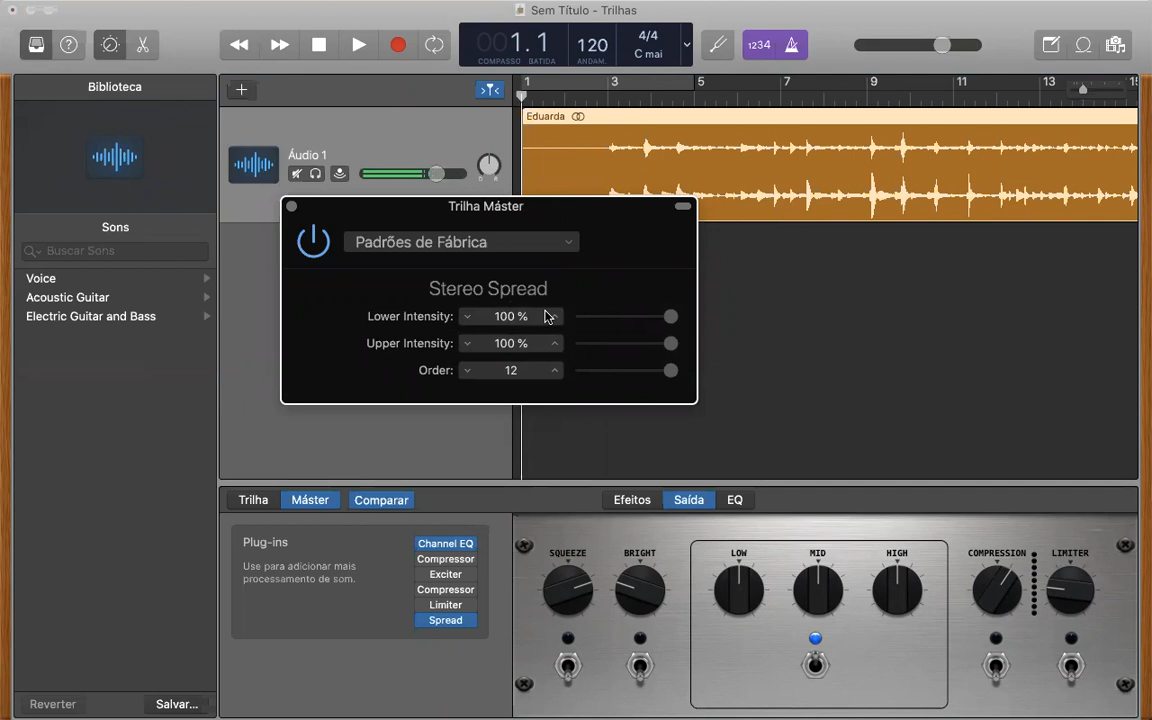 Sem Título - Trilhas
001.1
COMPASSO BATIDA
120
ANDAM.
4/4
C mai
1234
Biblioteca
1 3 5 7 9 11 13 15
Eduarda
Áudio 1
L R
Sons
Buscar Sons
Voice
Acoustic Guitar
Electric Guitar and Bass
Trilha Máster
Padrões de Fábrica
Stereo Spread
Lower Intensity: 100 %
Upper Intensity: 100 %
Order: 12
Trilha Máster Comparar
Efeitos Saída EQ
Plug-ins
Use para adicionar mais
processamento de som.
Channel EQ
Compressor
Exciter
Compressor
Limiter
Spread
SQUEEZE BRIGHT LOW MID HIGH COMPRESSION LIMITER
Reverter Salvar...